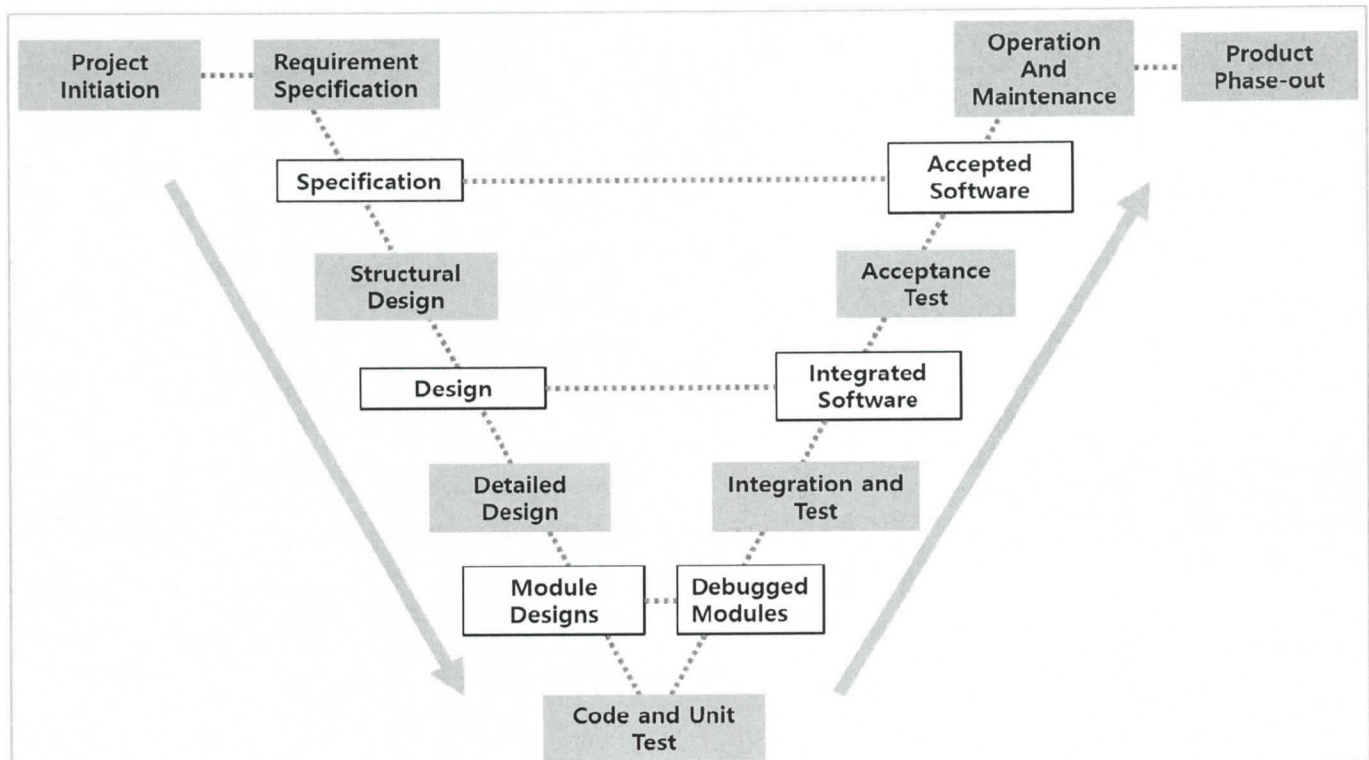 Project
Initiation
Requirement
Specification
Operation
And
Maintenance
Product
Phase-out
Specification
Accepted
Software
Structural
Design
Acceptance
Test
Design
Integrated
Software
Detailed
Design
Integration and
Test
Module
Designs
Debugged
Modules
Code and Unit
Test